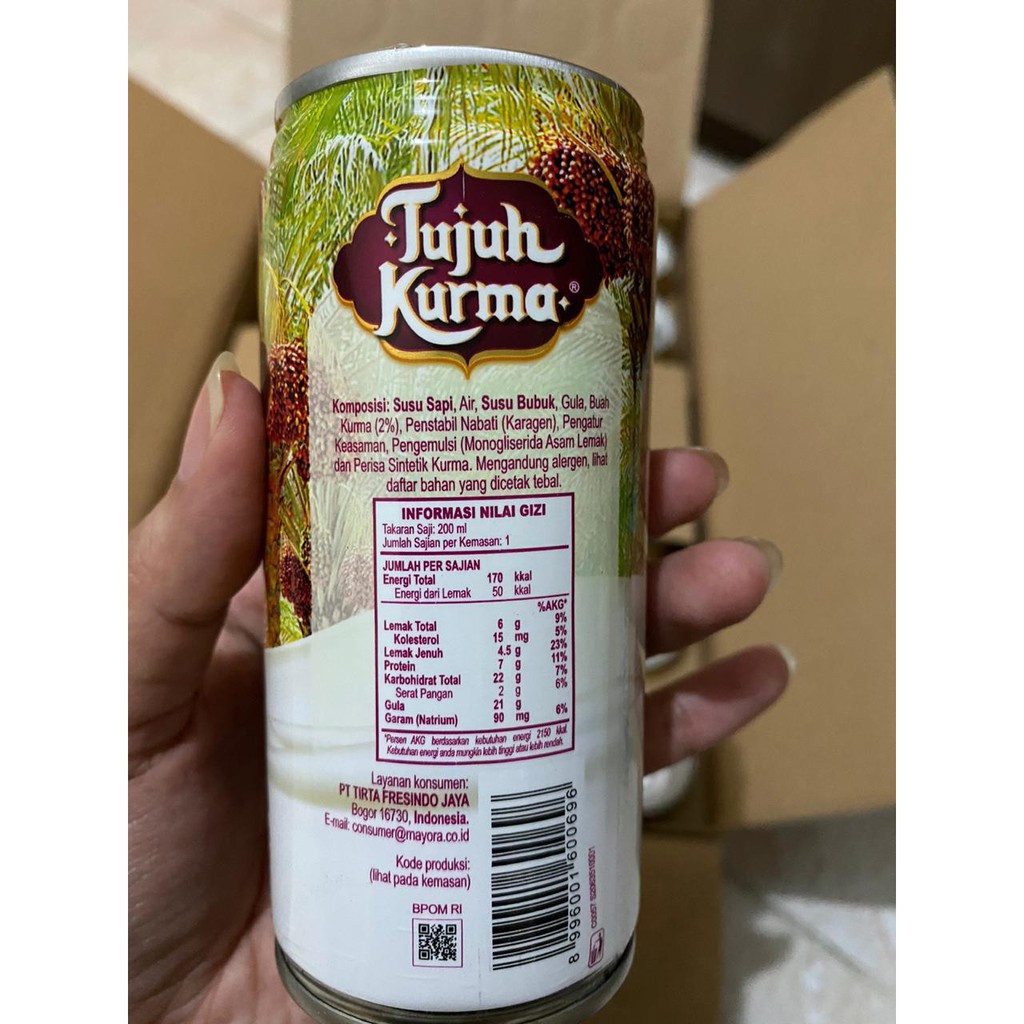 Tujuh
Kurma®
Komposisi: Susu Sapi, Air, Susu Bubuk, Gula, Buah
Kurma (2%), Penstabil Nabati (Karagen), Pengatur
Keasaman, Pengemulsi (Monogliserida Asam Lemak)
dan Perisa Sintetik Kurma. Mengandung alergen, lihat
daftar bahan yang dicetak tebal.
INFORMASI NILAI GIZI
Takaran Saji: 200 ml
Jumlah Sajian per Kemasan: 1
JUMLAH PER SAJIAN
Energi Total 170 kkal
Energi dari Lemak 50 kkal
%AKG*
Lemak Total 6 g 9%
Kolesterol 15 mg 5%
Lemak Jenuh 4.5 g 23%
Protein 7 g 11%
Karbohidrat Total 22 g 7%
Serat Pangan 2 g 6%
Gula 21 g
Garam (Natrium) 90 mg 6%
*Persen AKG berdasarkan kebutuhan energi 2150 kkal.
Kebutuhan energi anda mungkin lebih tinggi atau lebih rendah.
Layanan konsumen:
PT TIRTA FRESINDO JAYA
Bogor 16730, Indonesia.
E-mail: consumer@mayora.co.id
Kode produksi:
(lihat pada kemasan)
BPOM RI
8 996001 600696